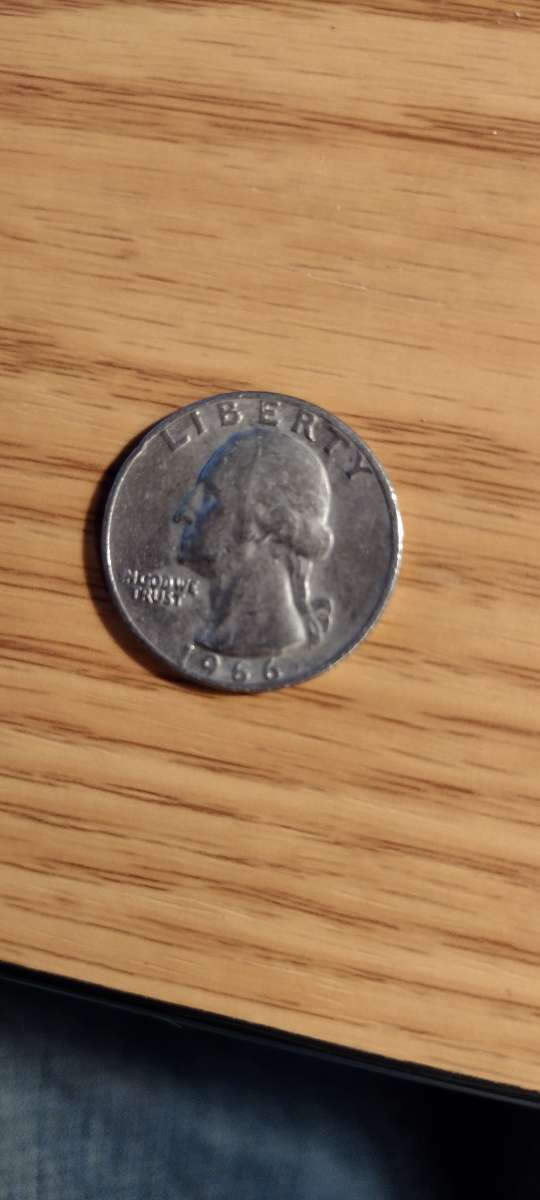 LIBERTY
IN GOD WE
TRUST
1966